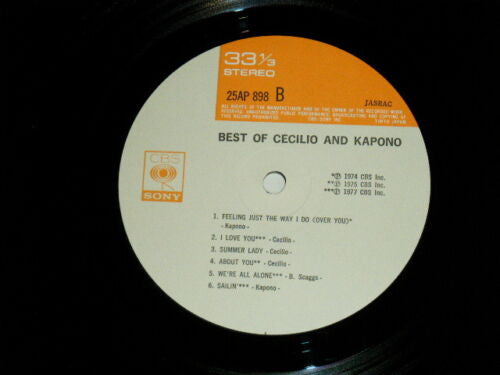 33 1/3
STEREO
25AP 898 B
JASRAC
ALL RIGHTS OF THE MANUFACTURER AND OF THE OWNER OF THE RECORDED WORK
RESERVED. UNAUTHORIZED PUBLIC PERFORMANCE, BROADCASTING AND COPYING OF
THIS RECORD PROHIBITED CBS/SONY INC. TOKYO JAPAN
BEST OF CECILIO AND KAPONO
*Ⓟ 1974 CBS Inc.
**Ⓟ 1975 CBS Inc.
***Ⓟ 1977 CBS Inc.
CBS
SONY
1. FEELING JUST THE WAY I DO (OVER YOU)*
- Kapono -
2. I LOVE YOU*** - Cecilio -
3. SUMMER LADY - Cecilio -
4. ABOUT YOU** - Cecilio -
5. WE'RE ALL ALONE*** - B. Scaggs -
6. SAILIN'*** - Kapono -